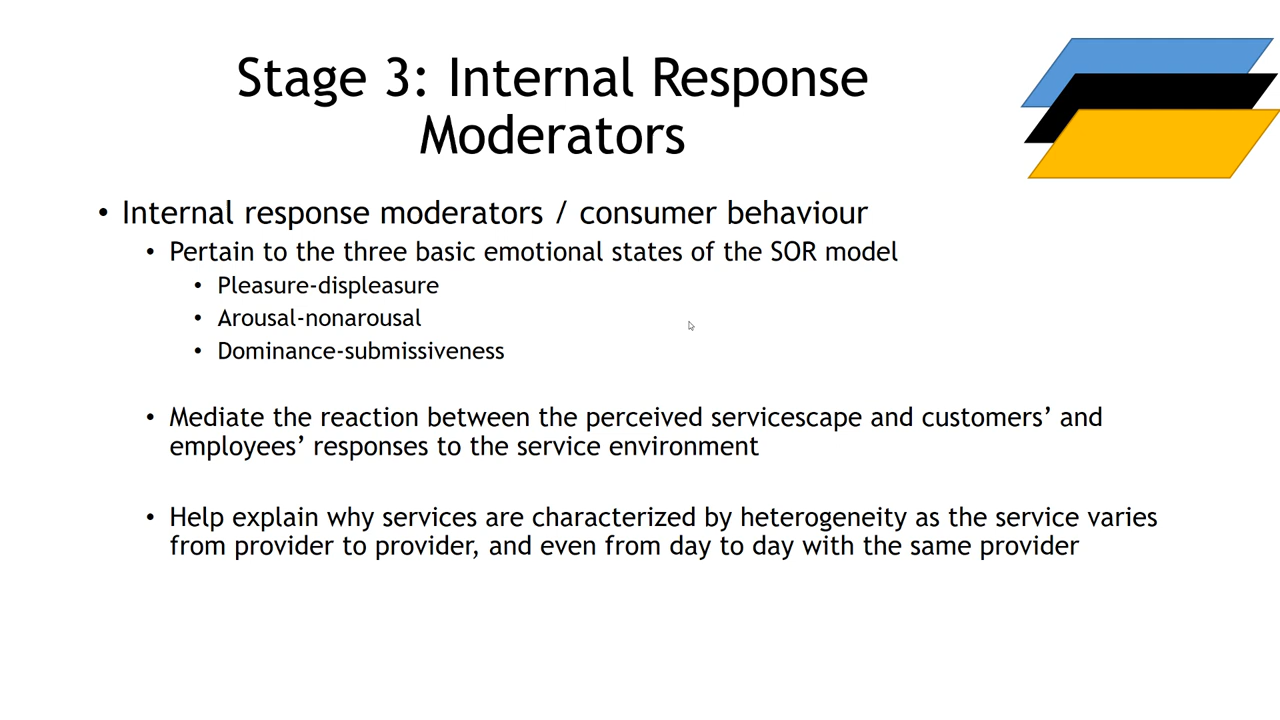 Stage 3: Internal Response
Moderators
• Internal response moderators / consumer behaviour
• Pertain to the three basic emotional states of the SOR model
• Pleasure-displeasure
• Arousal-nonarousal
• Dominance-submissiveness
• Mediate the reaction between the perceived servicescape and customers’ and
employees’ responses to the service environment
• Help explain why services are characterized by heterogeneity as the service varies
from provider to provider, and even from day to day with the same provider